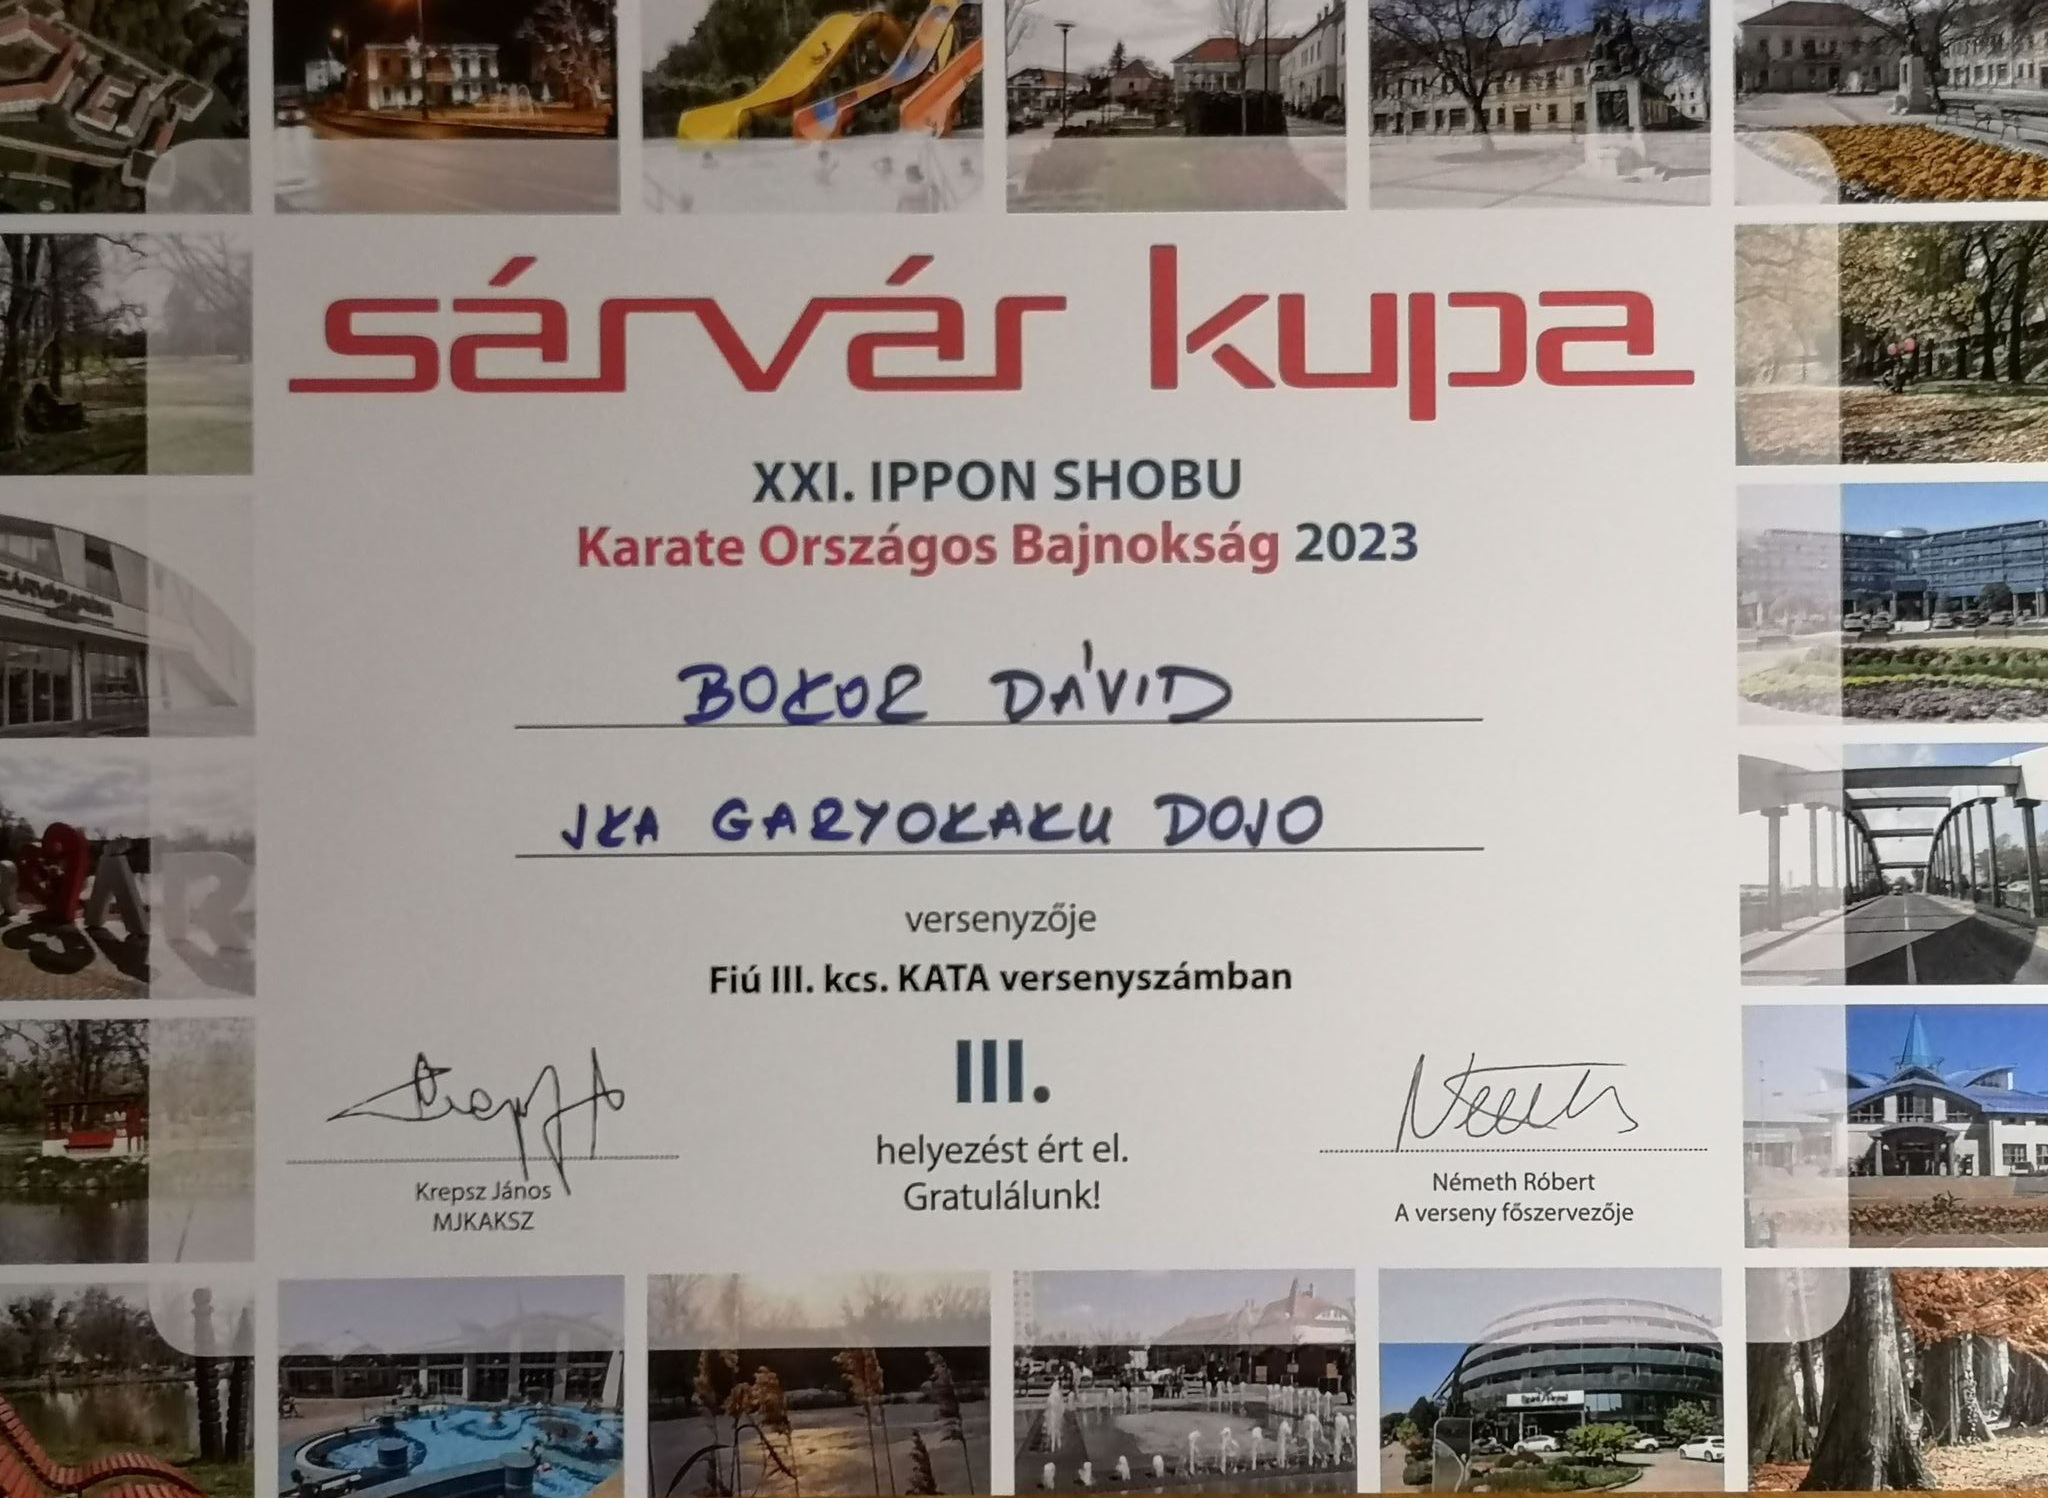 sárvár kupa
XXI. IPPON SHOBU
Karate Országos Bajnokság 2023
BOKOR DÁVID
JKA GARYOKAKU DOJO
versenyzője
Fiú III. kcs. KATA versenyszámban
III.
helyezést ért el.
Gratulálunk!
Krepsz János
MJKAKSZ
Németh Róbert
A verseny főszervezője